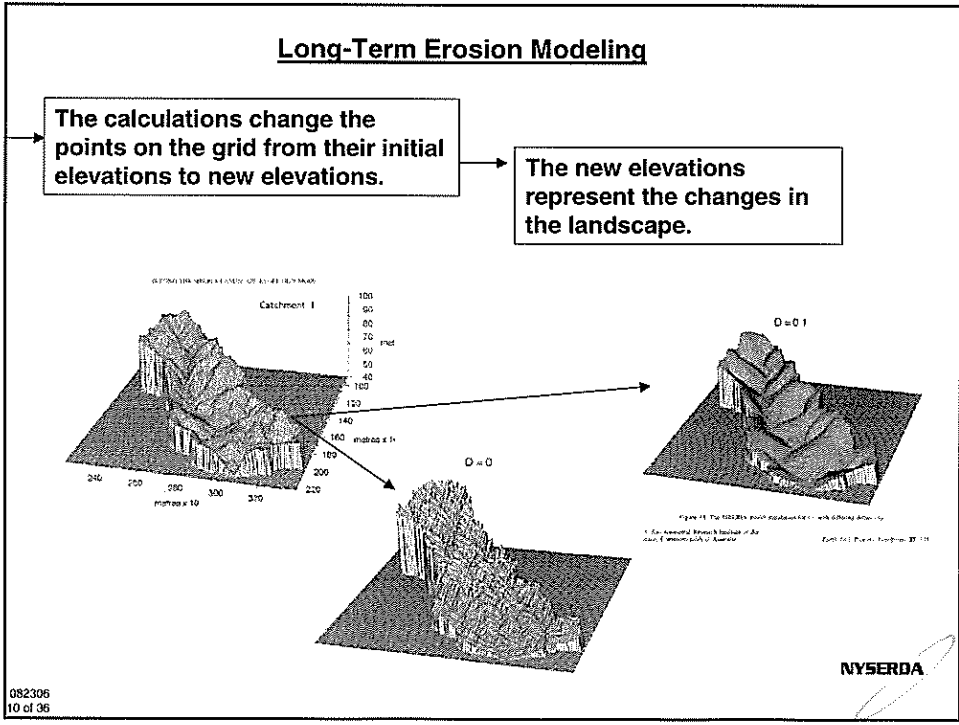 Long-Term Erosion Modeling
The calculations change the
points on the grid from their initial
elevations to new elevations.
The new elevations
represent the changes in
the landscape.
Catchment
100
90
80
70
60
50
40
100
120
140
160
180
200
220
240
260
280
300
320
metres x 10
D = 0
D = 0 1
NYSERDA
082306
10 of 36